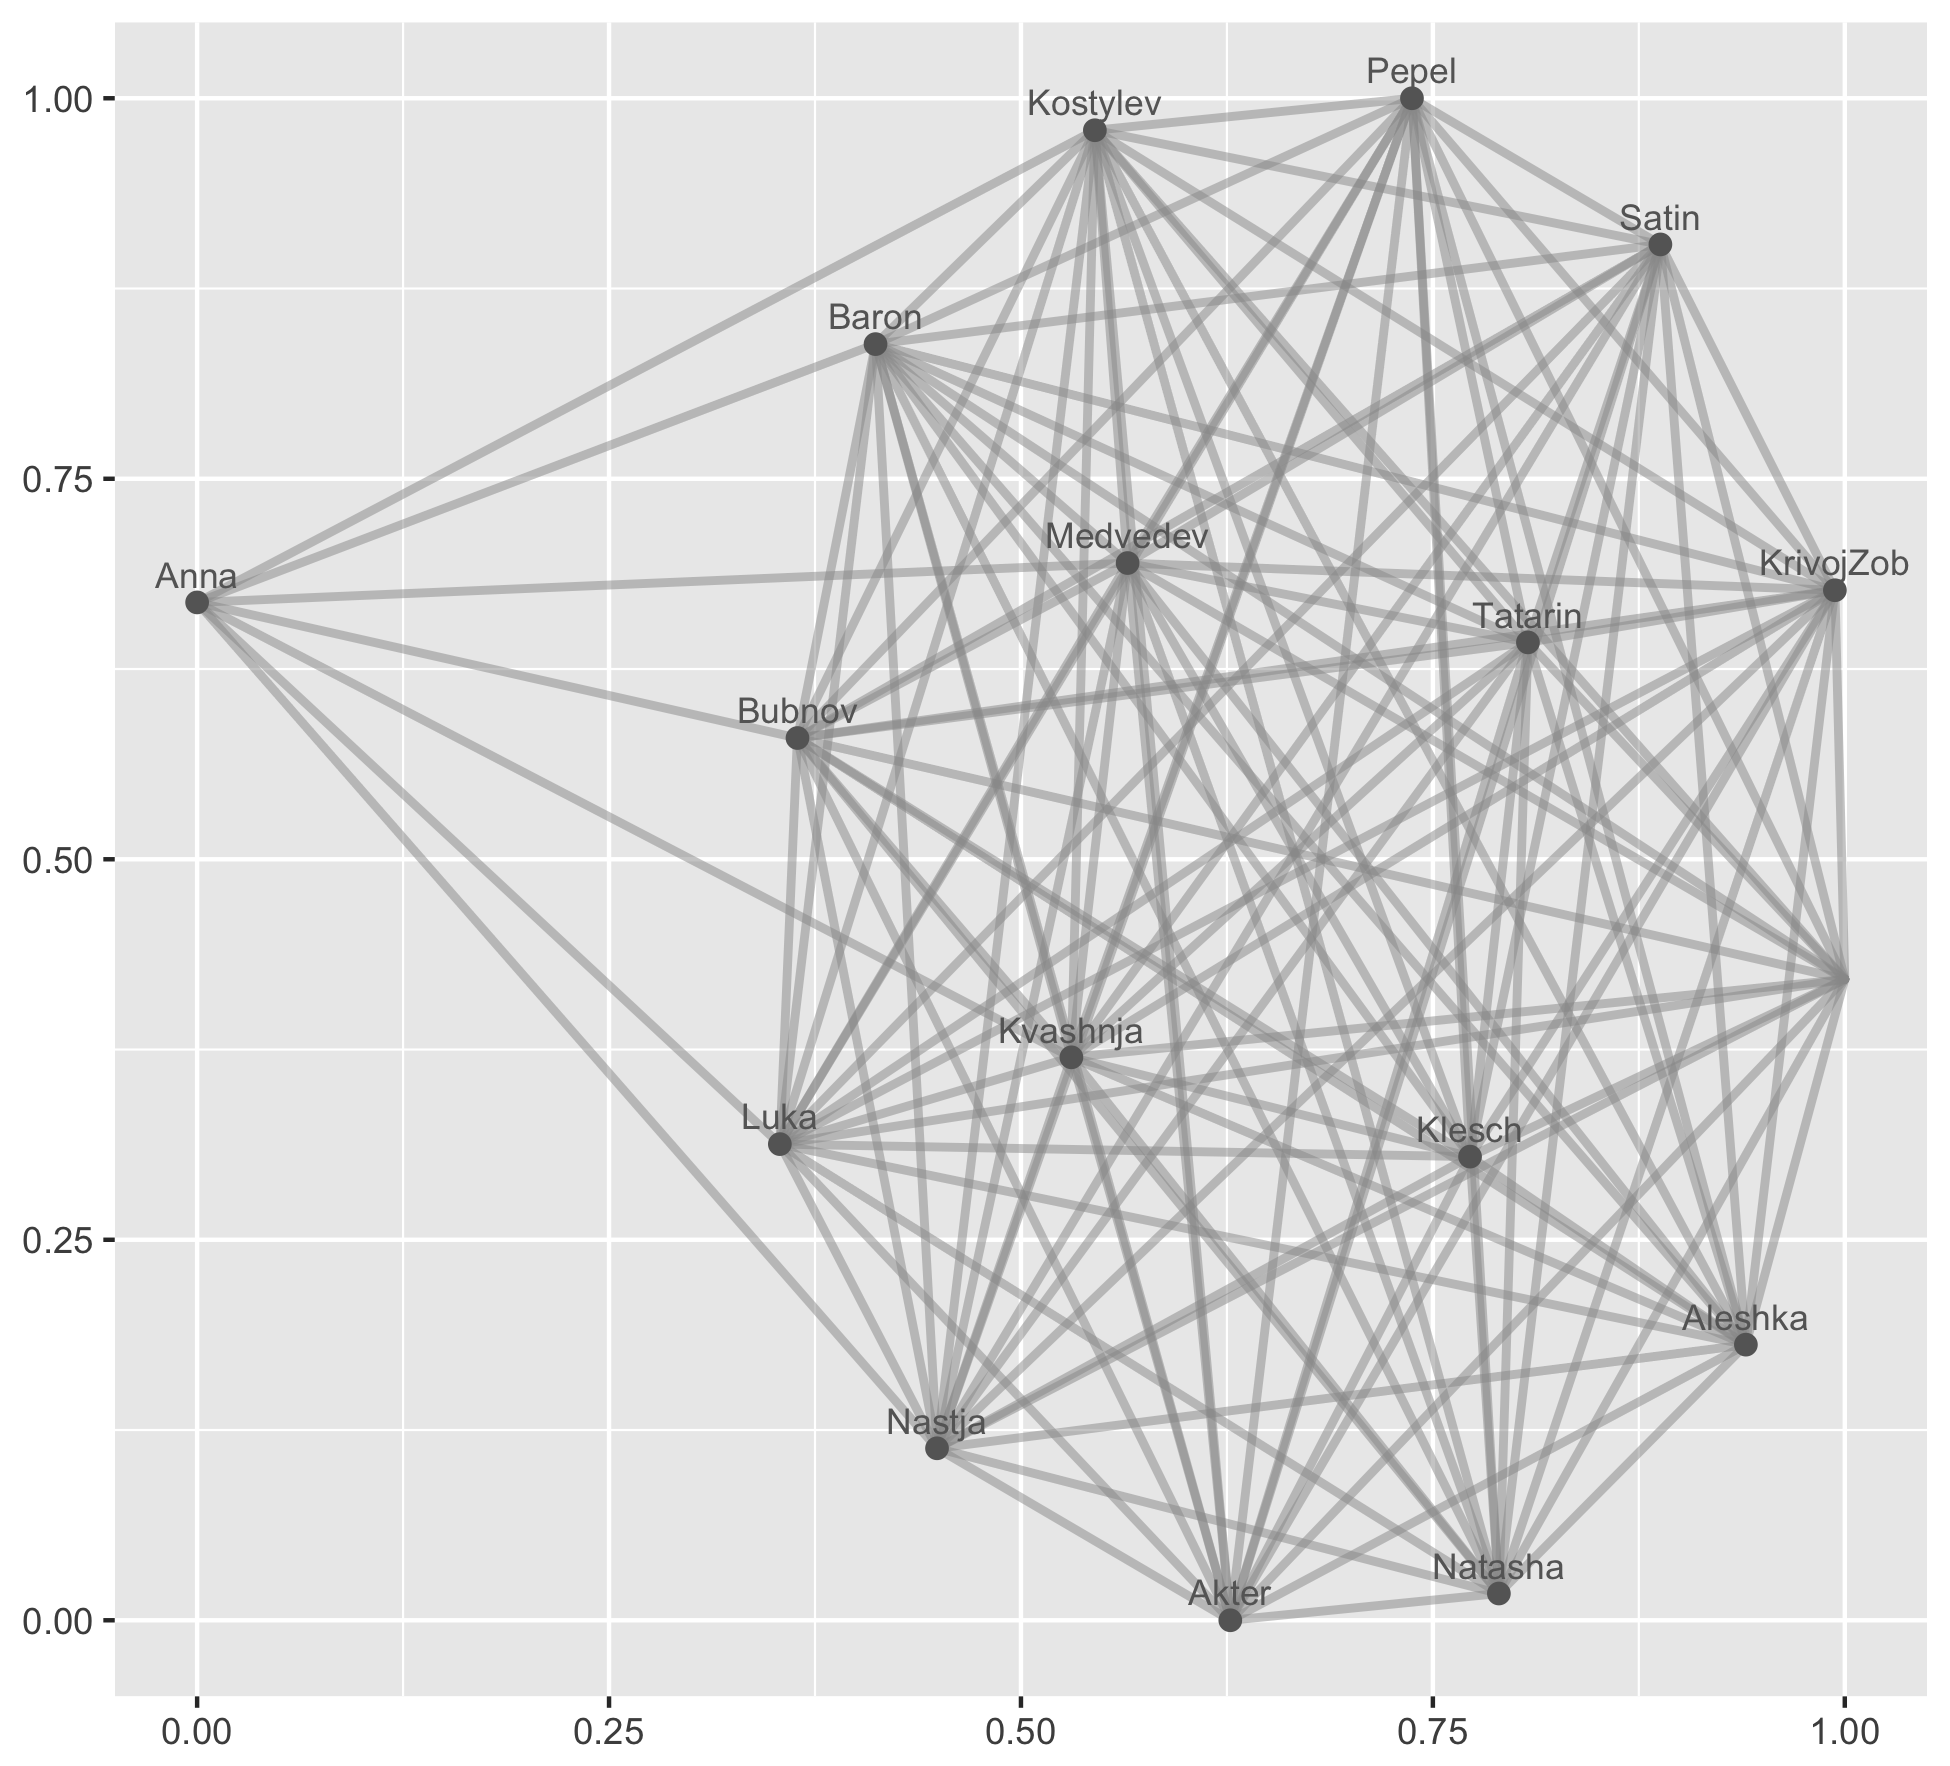 Pepel
1.00
Kostylev
Satin
Baron
0.75
Medvedev
KrivojZob
Anna
Tatarin
Bubnov
0.50
Kvashnja
Luka
Klesch
0.25
Aleshka
Nastja
Natasha
Akter
0.00
0.00 0.25 0.50 0.75 1.00